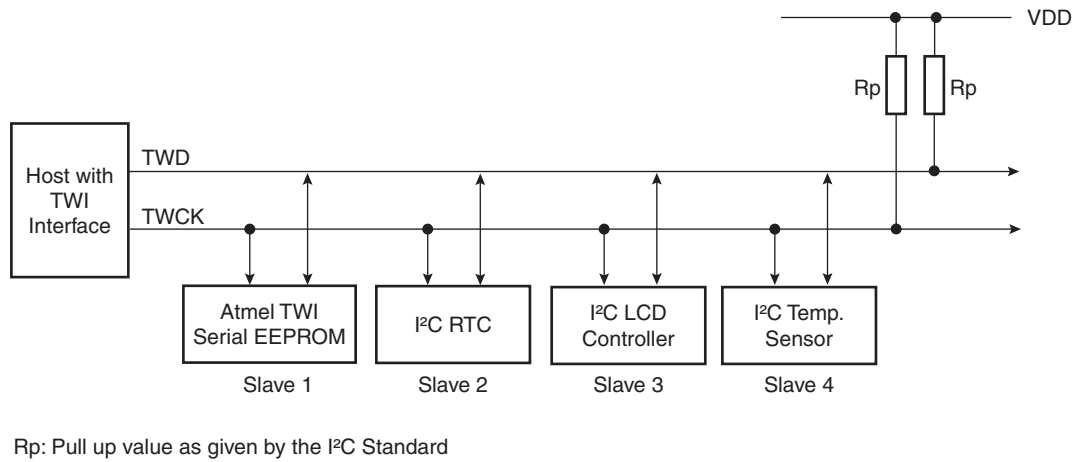 VDD
Rp
Rp
Host with
TWI
Interface
TWD
TWCK
Atmel TWI
Serial EEPROM
I²C RTC
I²C LCD
Controller
I²C Temp.
Sensor
Slave 1
Slave 2
Slave 3
Slave 4
Rp: Pull up value as given by the I²C Standard